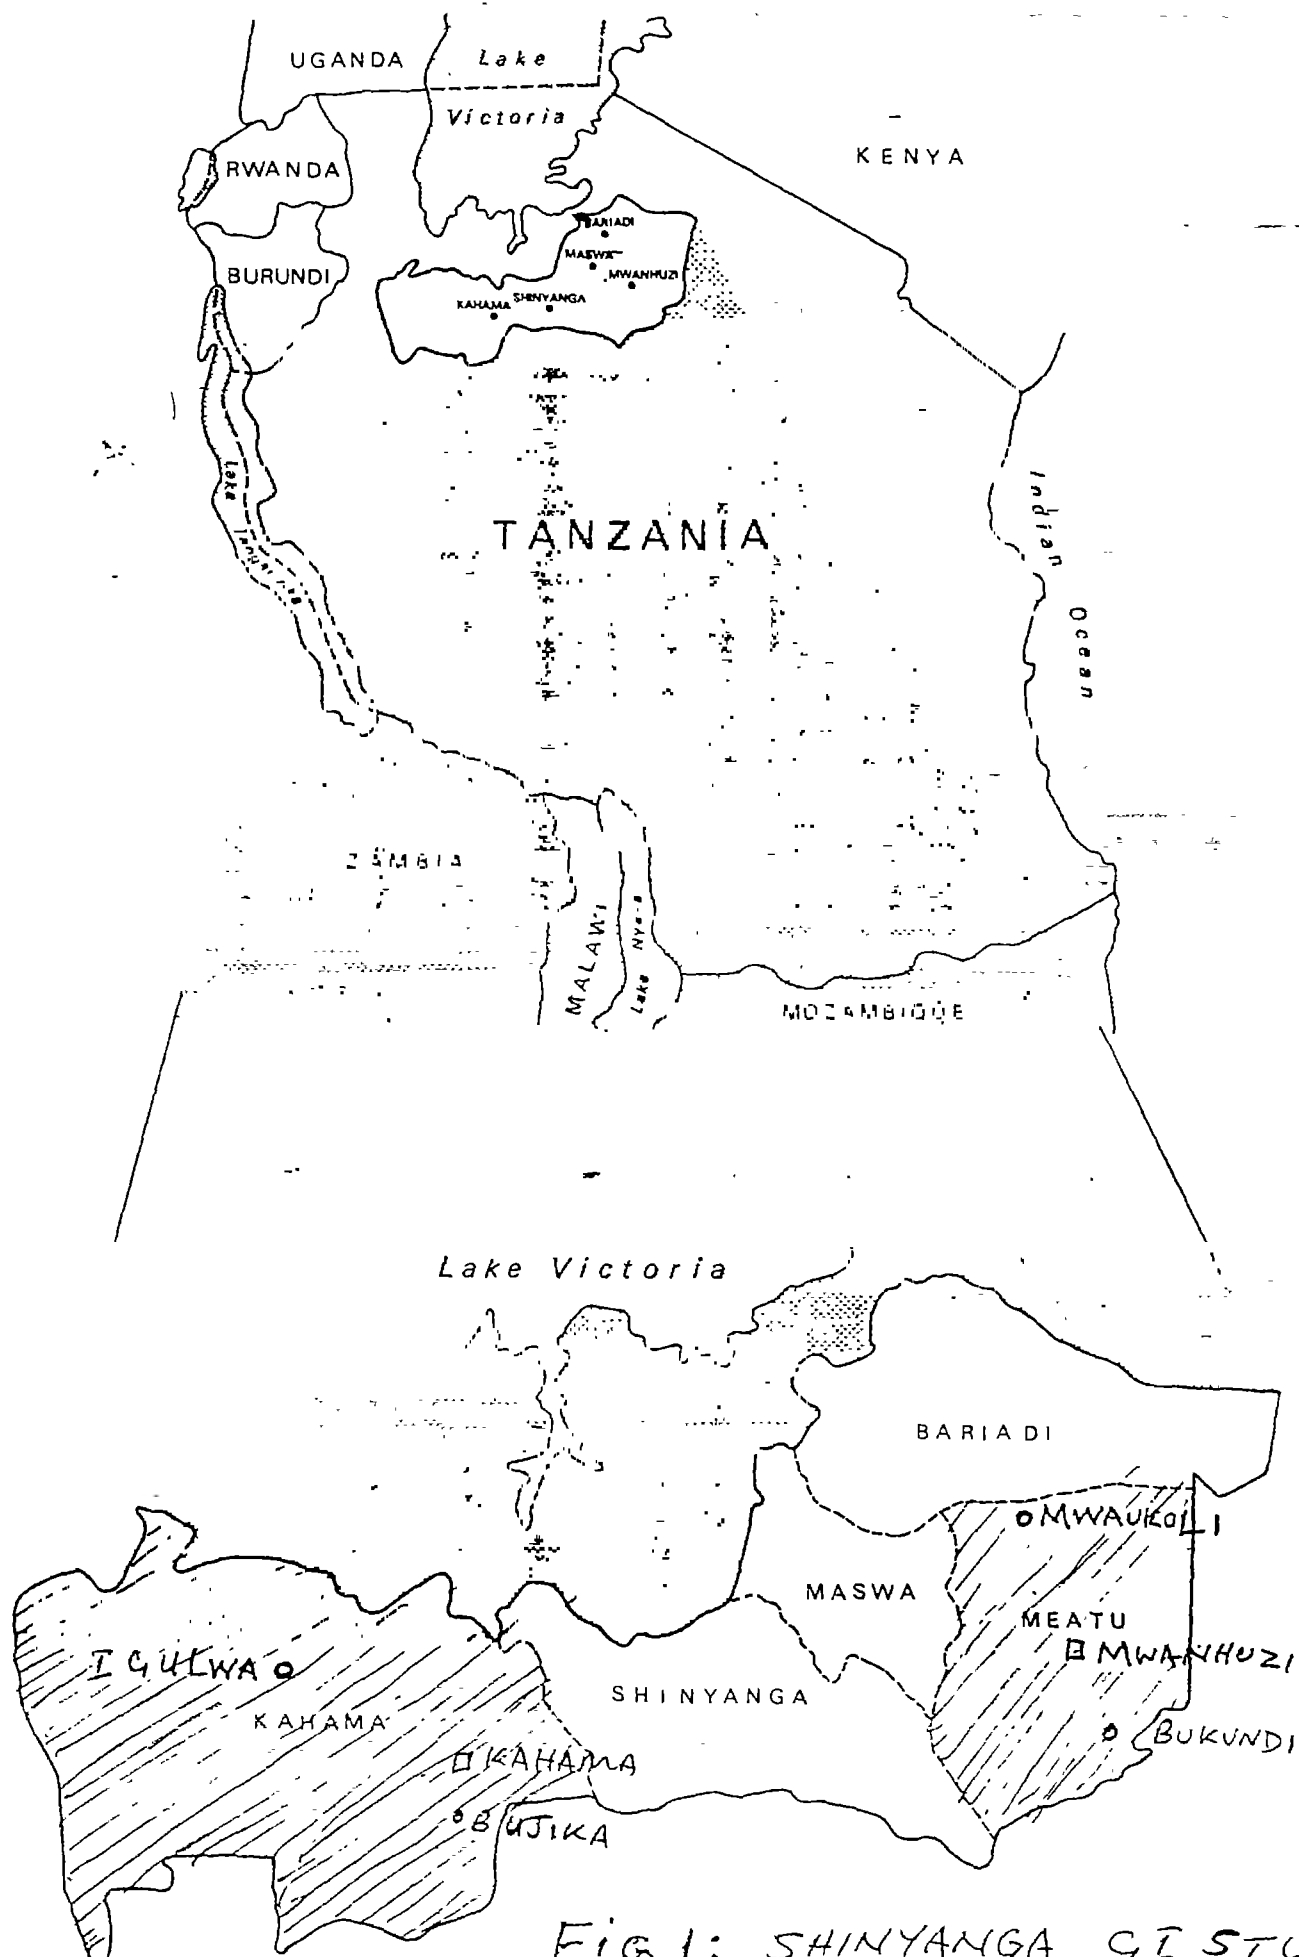 UGANDA
Lake
Victoria
KENYA
RWANDA
BARIADI
MASWA
MWANHUZI
BURUNDI
KAHAMA
SHINYANGA
Lake
TANZANIA
Indian
Ocean
ZAMBIA
MALAWI
Lake
MOZAMBIQUE
Lake Victoria
BARIADI
MWAUKOLI
MASWA
MEATU
MWANHUZI
IGULWA
SHINYANGA
KAHAMA
BUKUNDI
KAHAMA
BUJIKA
FIG 1: SHINYANGA GI